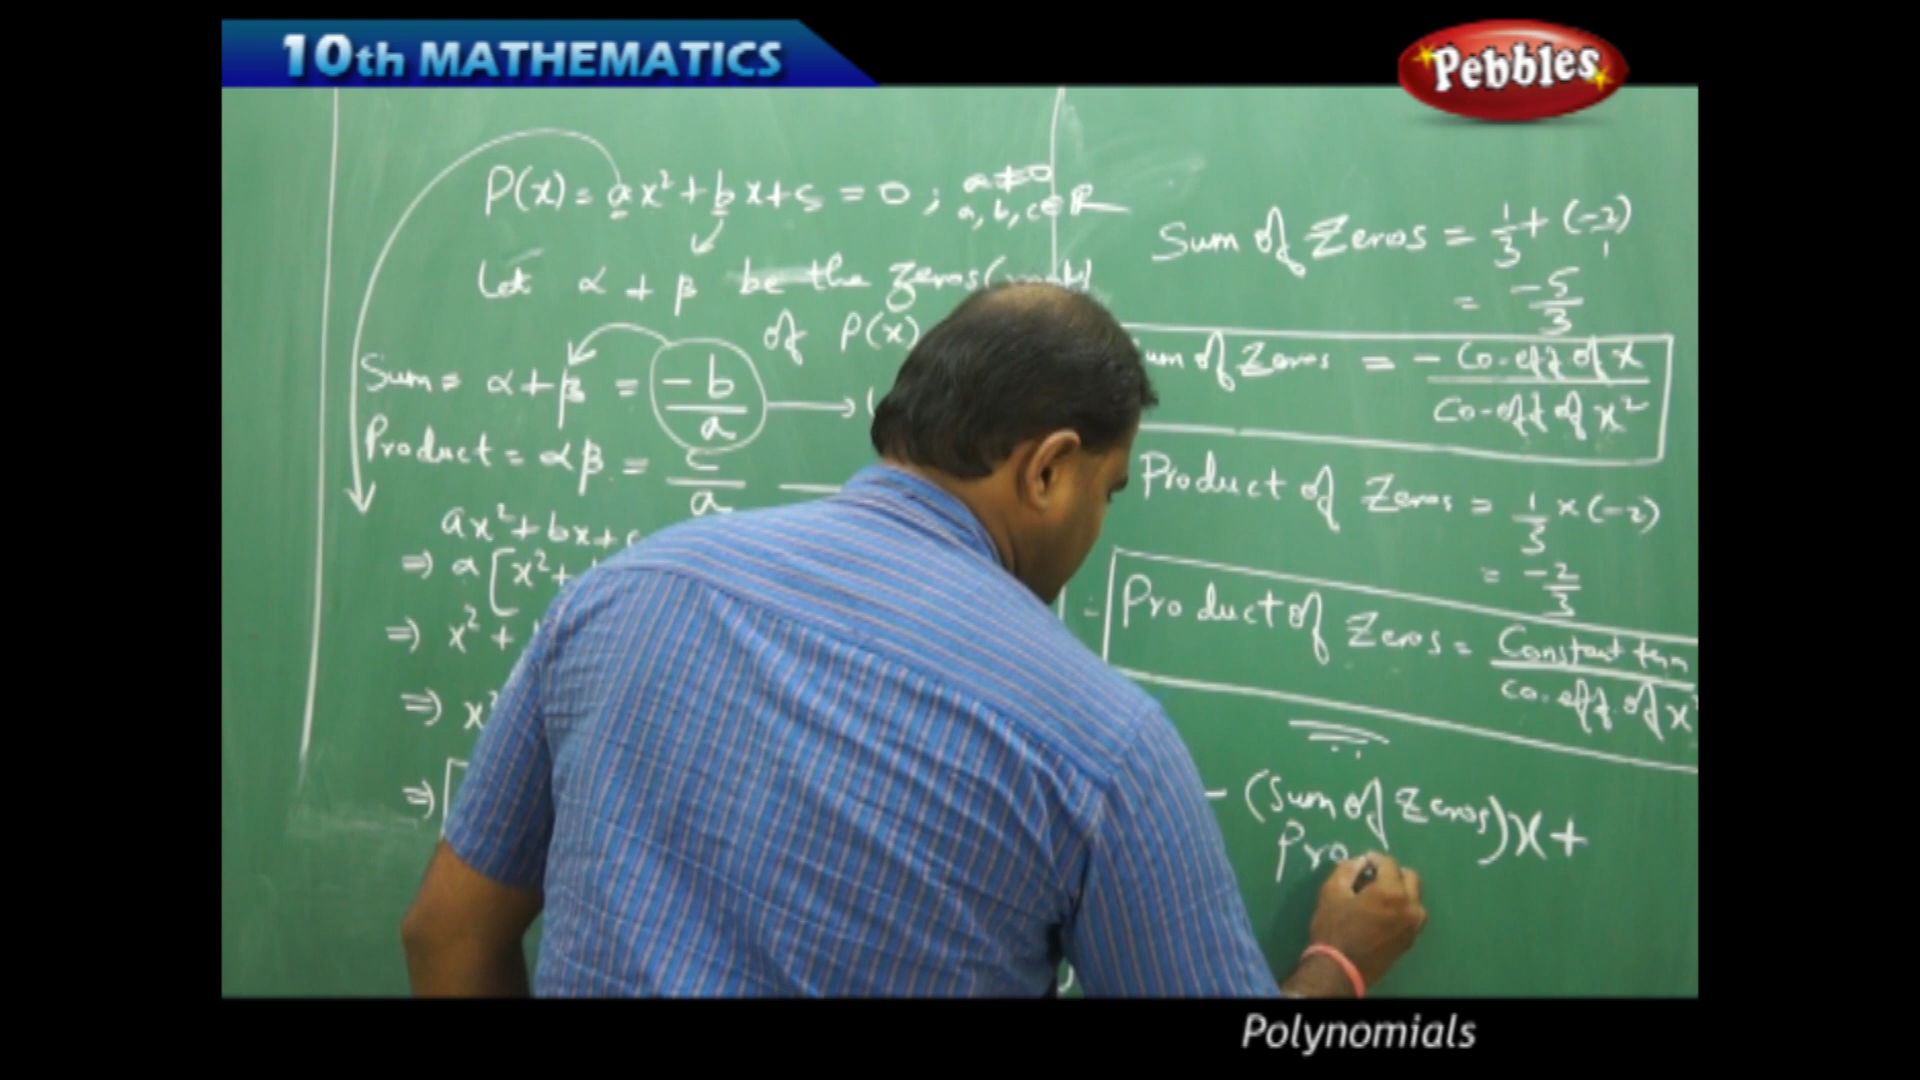 10th MATHEMATICS
Pebbles
P(x) = ax² + bx + c = 0 ; a≠0
a, b, c ∈ R
Let α + β be the zeros
of P(x)
Sum = α + β = -b/a
Product = αβ = c/a
ax² + bx + c
⇒ a[x² +
⇒ x² +
⇒ x²
⇒
Sum of Zeros = 1/3 + (-2)/1
= -5/3
Sum of Zeros = - Co-eff of x / Co-eff of x²
Product of Zeros = 1/3 × (-2)
= -2/3
Product of Zeros = Constant term / co.eff. of x²
- (Sum of Zeros)x +
Pro
Polynomials